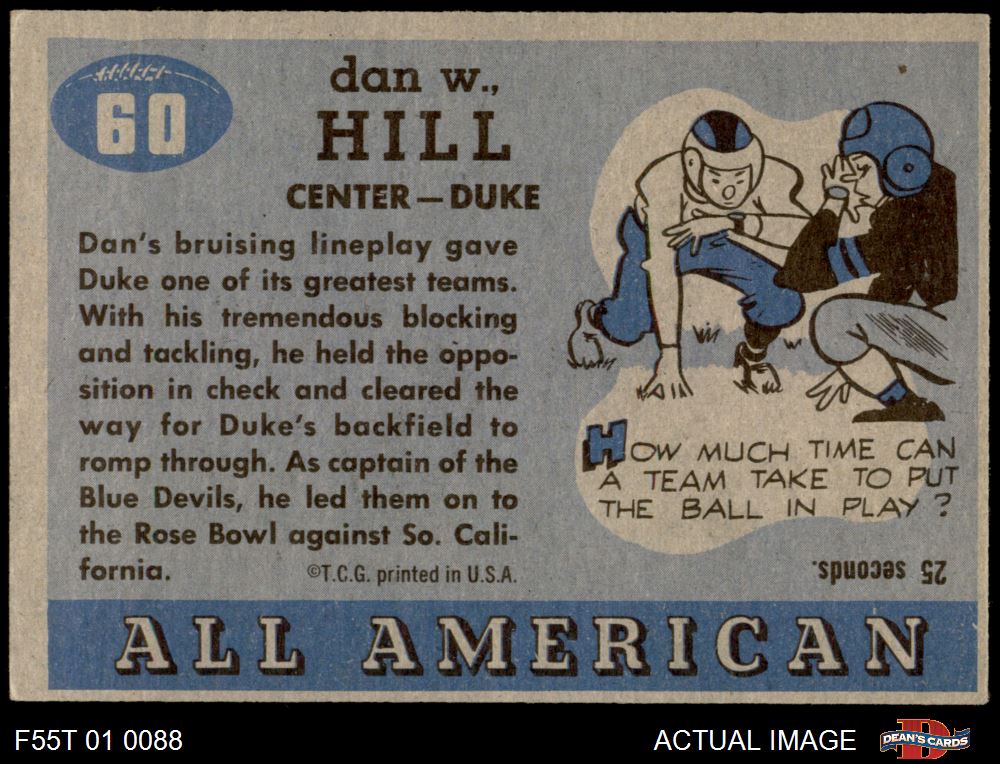 60
dan w.,
HILL
CENTER — DUKE
Dan's bruising lineplay gave
Duke one of its greatest teams.
With his tremendous blocking
and tackling, he held the oppo-
sition in check and cleared the
way for Duke's backfield to
romp through. As captain of the
Blue Devils, he led them on to
the Rose Bowl against So. Cali-
fornia.
©T.C.G. printed in U.S.A.
HOW MUCH TIME CAN
A TEAM TAKE TO PUT
THE BALL IN PLAY?
25 seconds.
ALL AMERICAN
F55T 01 0088
ACTUAL IMAGE
D
DEAN'S CARDS